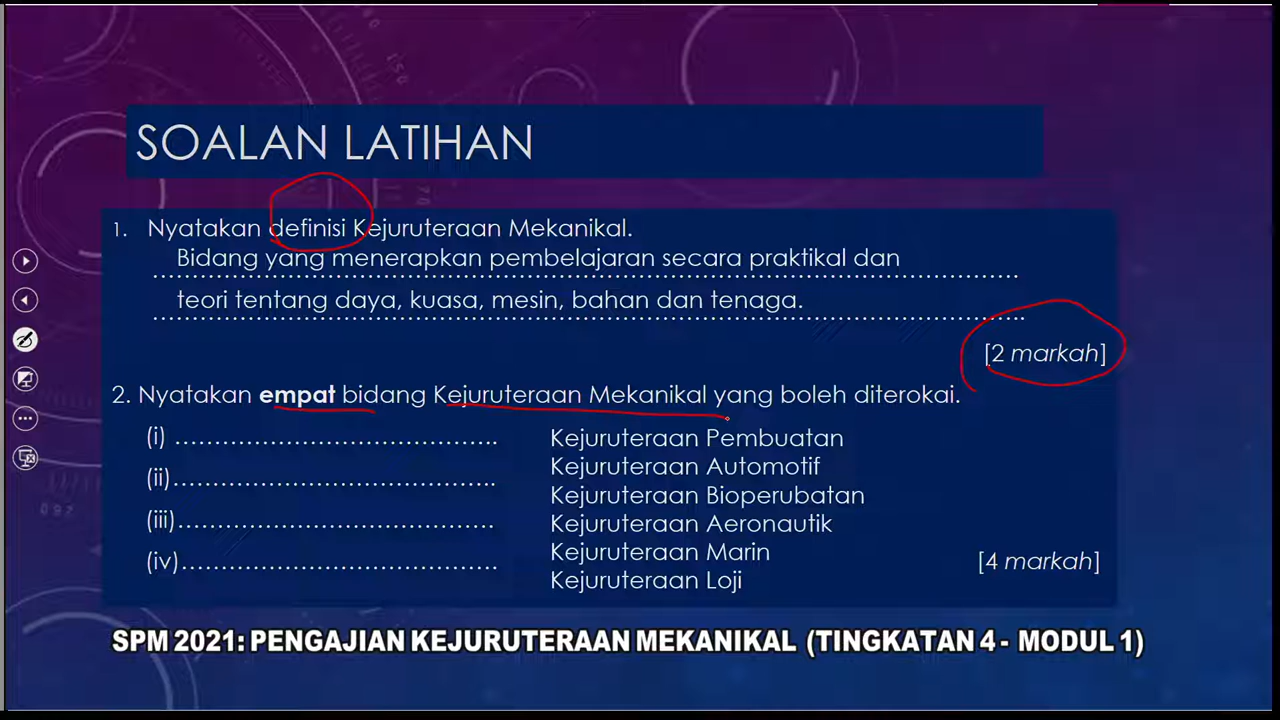 SOALAN LATIHAN
1. Nyatakan definisi Kejuruteraan Mekanikal.
Bidang yang menerapkan pembelajaran secara praktikal dan
teori tentang daya, kuasa, mesin, bahan dan tenaga.
[2 markah]
2. Nyatakan empat bidang Kejuruteraan Mekanikal yang boleh diterokai.
(i) ........................................ Kejuruteraan Pembuatan
Kejuruteraan Automotif
(ii)........................................
Kejuruteraan Bioperubatan
(iii)....................................... Kejuruteraan Aeronautik
Kejuruteraan Marin
(iv)....................................... [4 markah]
Kejuruteraan Loji
SPM 2021: PENGAJIAN KEJURUTERAAN MEKANIKAL (TINGKATAN 4 - MODUL 1)